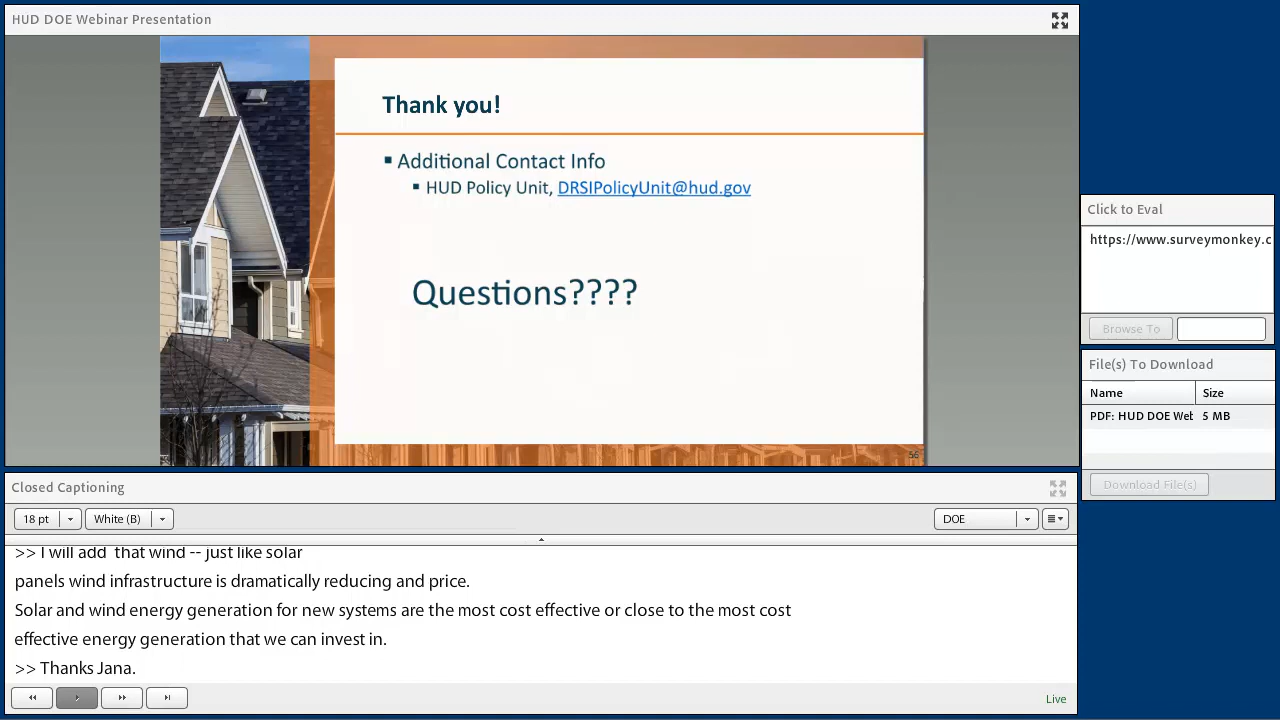 HUD DOE Webinar Presentation
Thank you!
Additional Contact Info
HUD Policy Unit, DRSIPolicyUnit@hud.gov
Questions????
56
Click to Eval
https://www.surveymonkey.c
Browse To
File(s) To Download
Name Size
PDF: HUD DOE Wet 5 MB
Download File(s)
Closed Captioning
18 pt White (B) DOE
>> I will add that wind -- just like solar
panels wind infrastructure is dramatically reducing and price.
Solar and wind energy generation for new systems are the most cost effective or close to the most cost
effective energy generation that we can invest in.
>> Thanks Jana.
Live